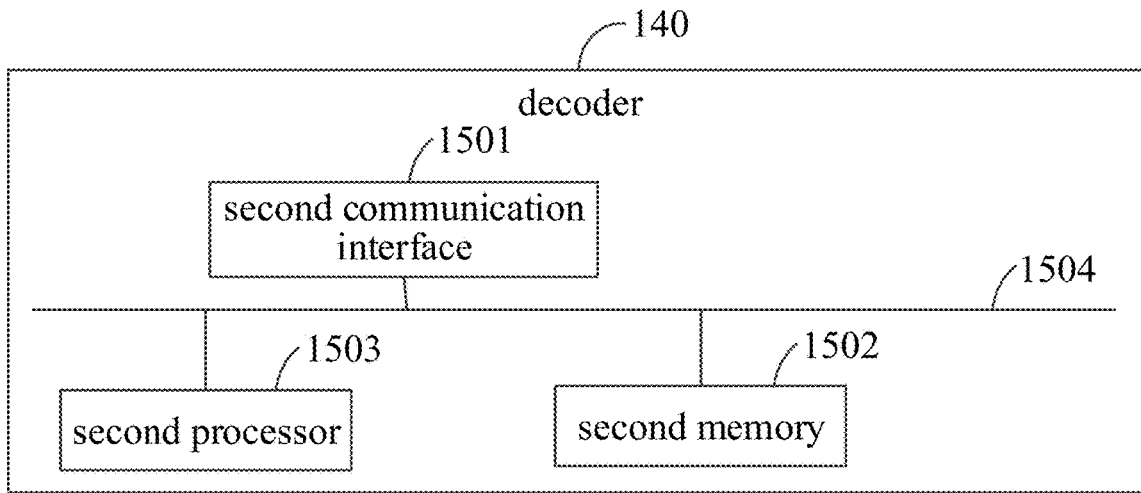 140
decoder
1501
second communication
interface
1504
1503
1502
second processor
second memory